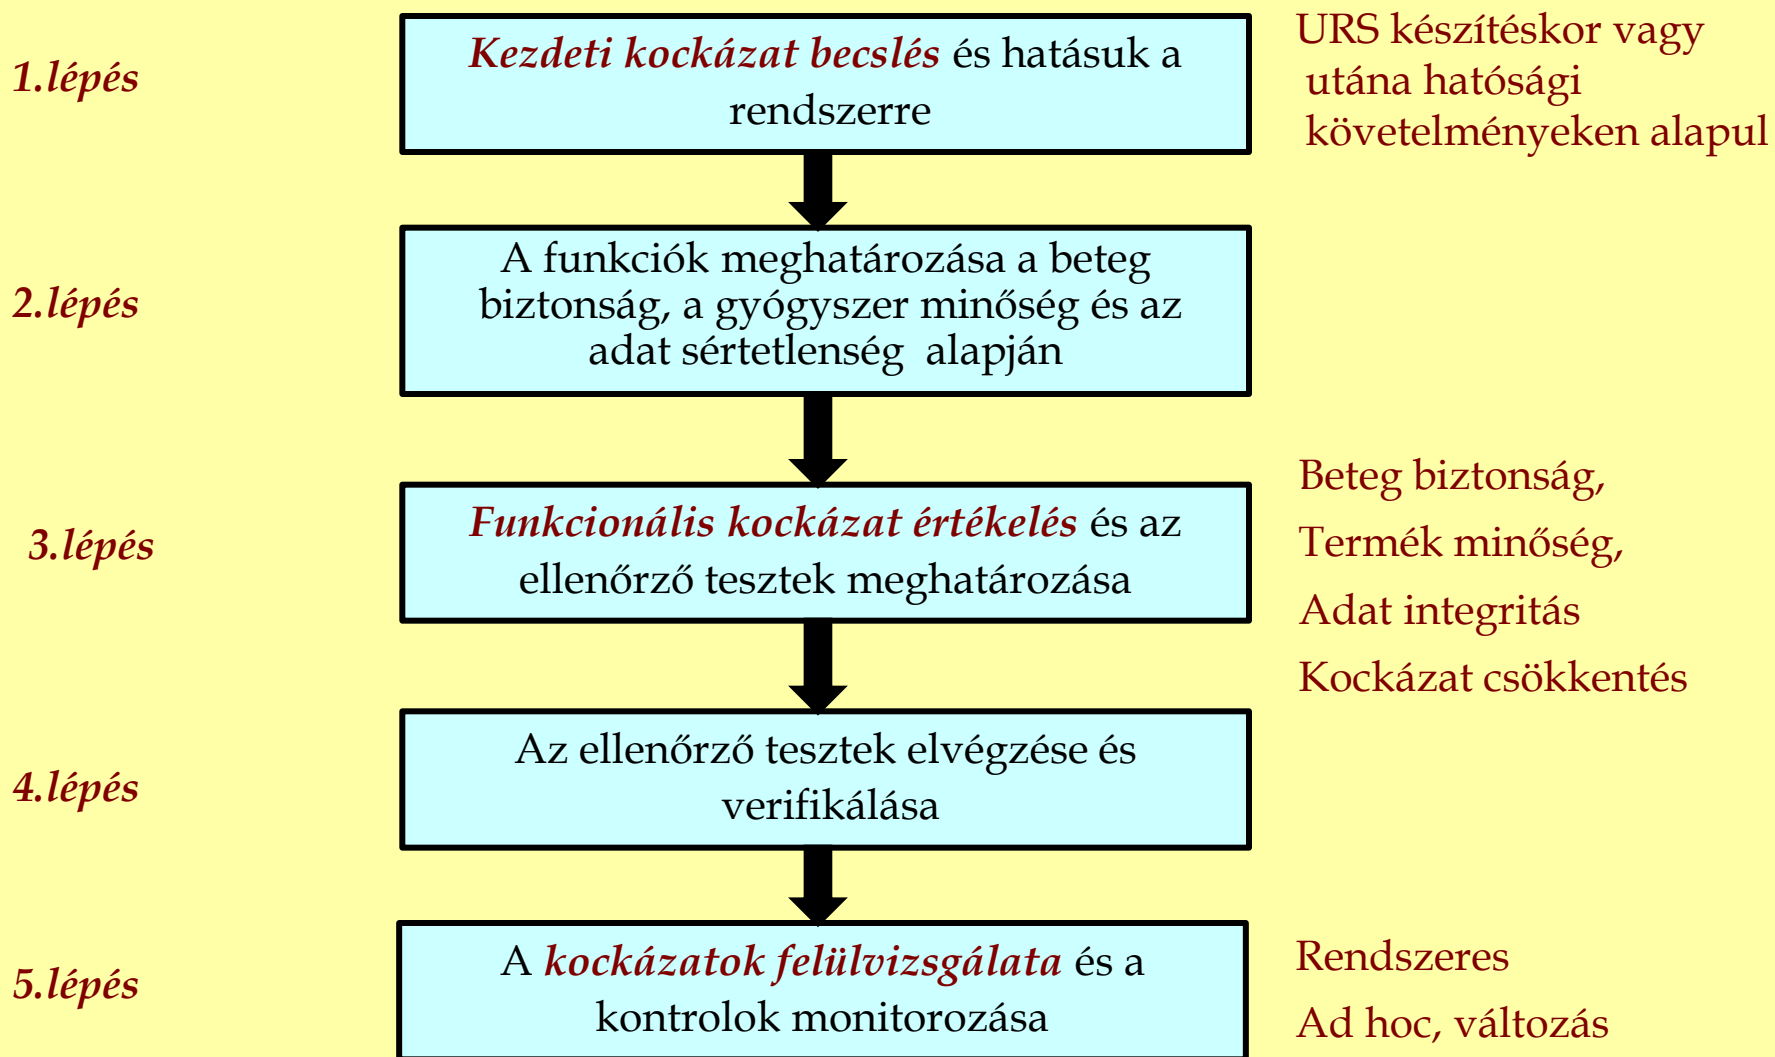 1.lépés
Kezdeti kockázat becslés és hatásuk a
rendszerre
URS készítéskor vagy
utána hatósági
követelményeken alapul
2.lépés
A funkciók meghatározása a beteg
biztonság, a gyógyszer minőség és az
adat sértetlenség alapján
3.lépés
Funkcionális kockázat értékelés és az
ellenőrző tesztek meghatározása
Beteg biztonság,
Termék minőség,
Adat integritás
Kockázat csökkentés
4.lépés
Az ellenőrző tesztek elvégzése és
verifikálása
5.lépés
A kockázatok felülvizsgálata és a
kontrolok monitorozása
Rendszeres
Ad hoc, változás